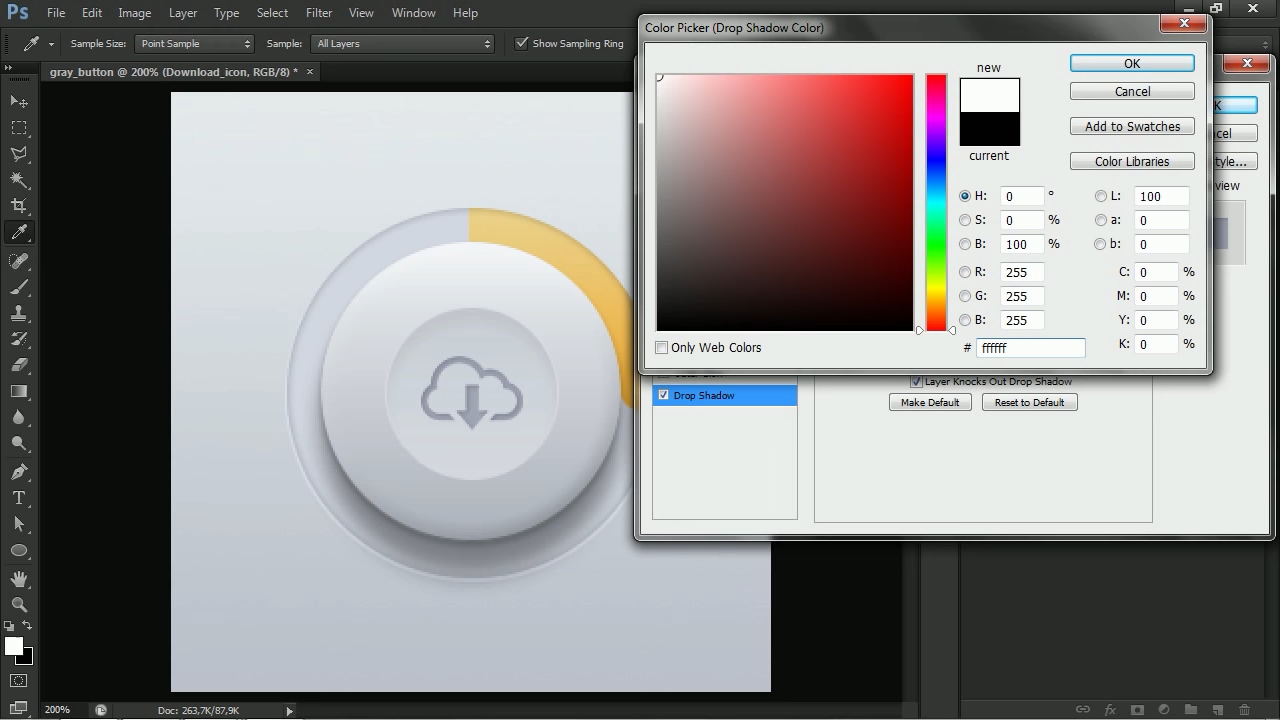 Ps File Edit Image Layer Type Select Filter View Window Help
Sample Size: Point Sample Sample: All Layers Show Sampling Ring
gray_button @ 200% (Download_icon, RGB/8) * ×
Color Picker (Drop Shadow Color)
new
current
OK
Cancel
Add to Swatches
Color Libraries
H: 0 °
S: 0 %
B: 100 %
R: 255
G: 255
B: 255
# ffffff
L: 100
a: 0
b: 0
C: 0 %
M: 0 %
Y: 0 %
K: 0 %
Only Web Colors
Layer Knocks Out Drop Shadow
Drop Shadow
Make Default Reset to Default
T
fx
200% Doc: 263,7K/87,9K